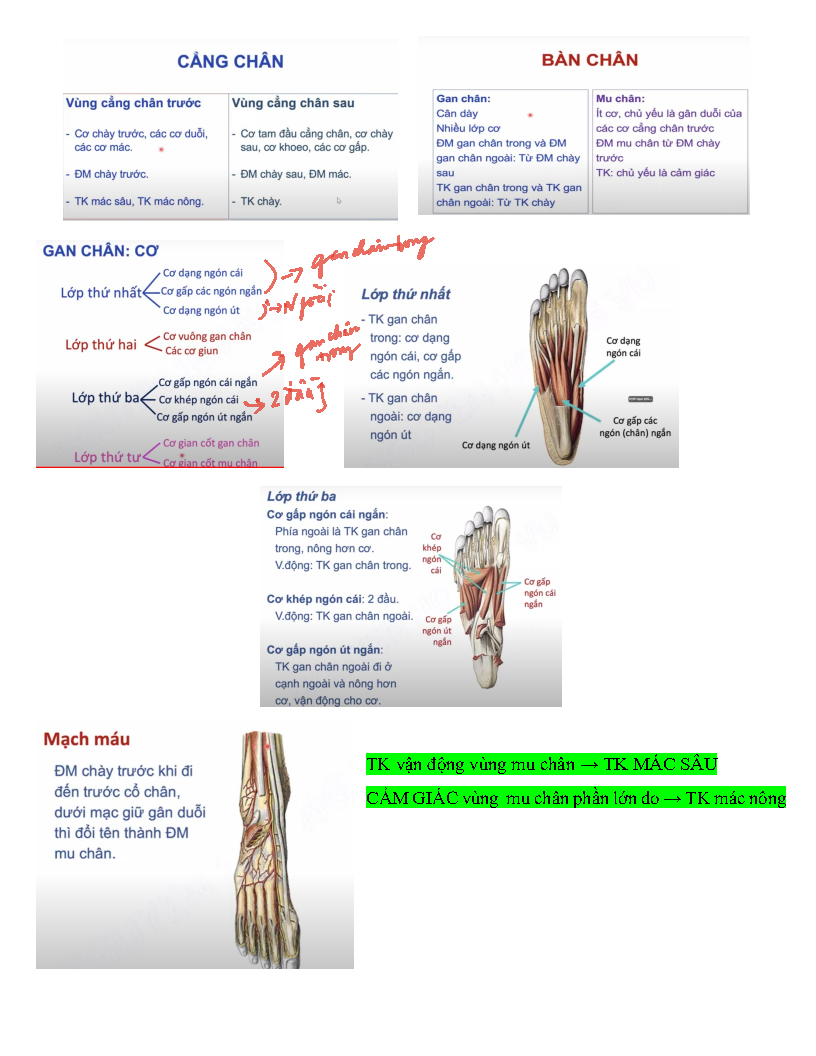 CẲNG CHÂN
Vùng cẳng chân trước
- Cơ chày trước, các cơ duỗi,
các cơ mác.
- ĐM chày trước.
- TK mác sâu, TK mác nông.
Vùng cẳng chân sau
- Cơ tam đầu cẳng chân, cơ chày
sau, cơ khoeo, các cơ gấp.
- ĐM chày sau, ĐM mác.
- TK chày.
BÀN CHÂN
Gan chân:
Cân dày
Nhiều lớp cơ
ĐM gan chân trong và ĐM
gan chân ngoài: Từ ĐM chày
sau
TK gan chân trong và TK gan
chân ngoài: Từ TK chày
Mu chân:
Ít cơ, chủ yếu là gân duỗi của
các cơ cẳng chân trước
ĐM mu chân từ ĐM chày
trước
TK: chủ yếu là cảm giác
GAN CHÂN: CƠ
Lớp thứ nhất
Cơ dạng ngón cái
Cơ gấp các ngón ngắn
Cơ dạng ngón út
→ gan chân trong
→ Ngoài
Lớp thứ hai
Cơ vuông gan chân
Các cơ giun
Lớp thứ ba
Cơ gấp ngón cái ngắn
Cơ khép ngón cái
Cơ gấp ngón út ngắn
→ gan chân
trong
→ 2 đầu
Lớp thứ tư
Cơ gian cốt gan chân
Cơ gian cốt mu chân
Lớp thứ nhất
- TK gan chân
trong: cơ dạng
ngón cái, cơ gấp
các ngón ngắn.
- TK gan chân
ngoài: cơ dạng
ngón út
Cơ dạng
ngón cái
Cơ gấp các
ngón (chân) ngắn
Cơ dạng ngón út
Lớp thứ ba
Cơ gấp ngón cái ngắn:
Phía ngoài là TK gan chân
trong, nông hơn cơ.
V.động: TK gan chân trong.
Cơ khép ngón cái: 2 đầu.
V.động: TK gan chân ngoài.
Cơ gấp ngón út ngắn:
TK gan chân ngoài đi ở
cạnh ngoài và nông hơn
cơ, vận động cho cơ.
Cơ
khép
ngón
cái
Cơ gấp
ngón cái
ngắn
Cơ gấp
ngón út
ngắn
Mạch máu
ĐM chày trước khi đi
đến trước cổ chân,
dưới mạc giữ gân duỗi
thì đổi tên thành ĐM
mu chân.
TK vận động vùng mu chân → TK MÁC SÂU
CẢM GIÁC vùng mu chân phần lớn do → TK mác nông